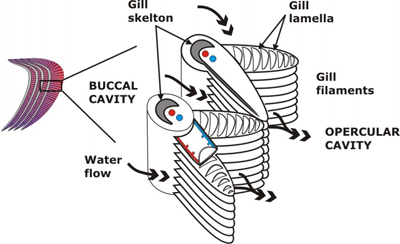 Gill
skelton
Gill
lamella
BUCCAL
CAVITY
Gill
filaments
OPERCULAR
CAVITY
Water
flow